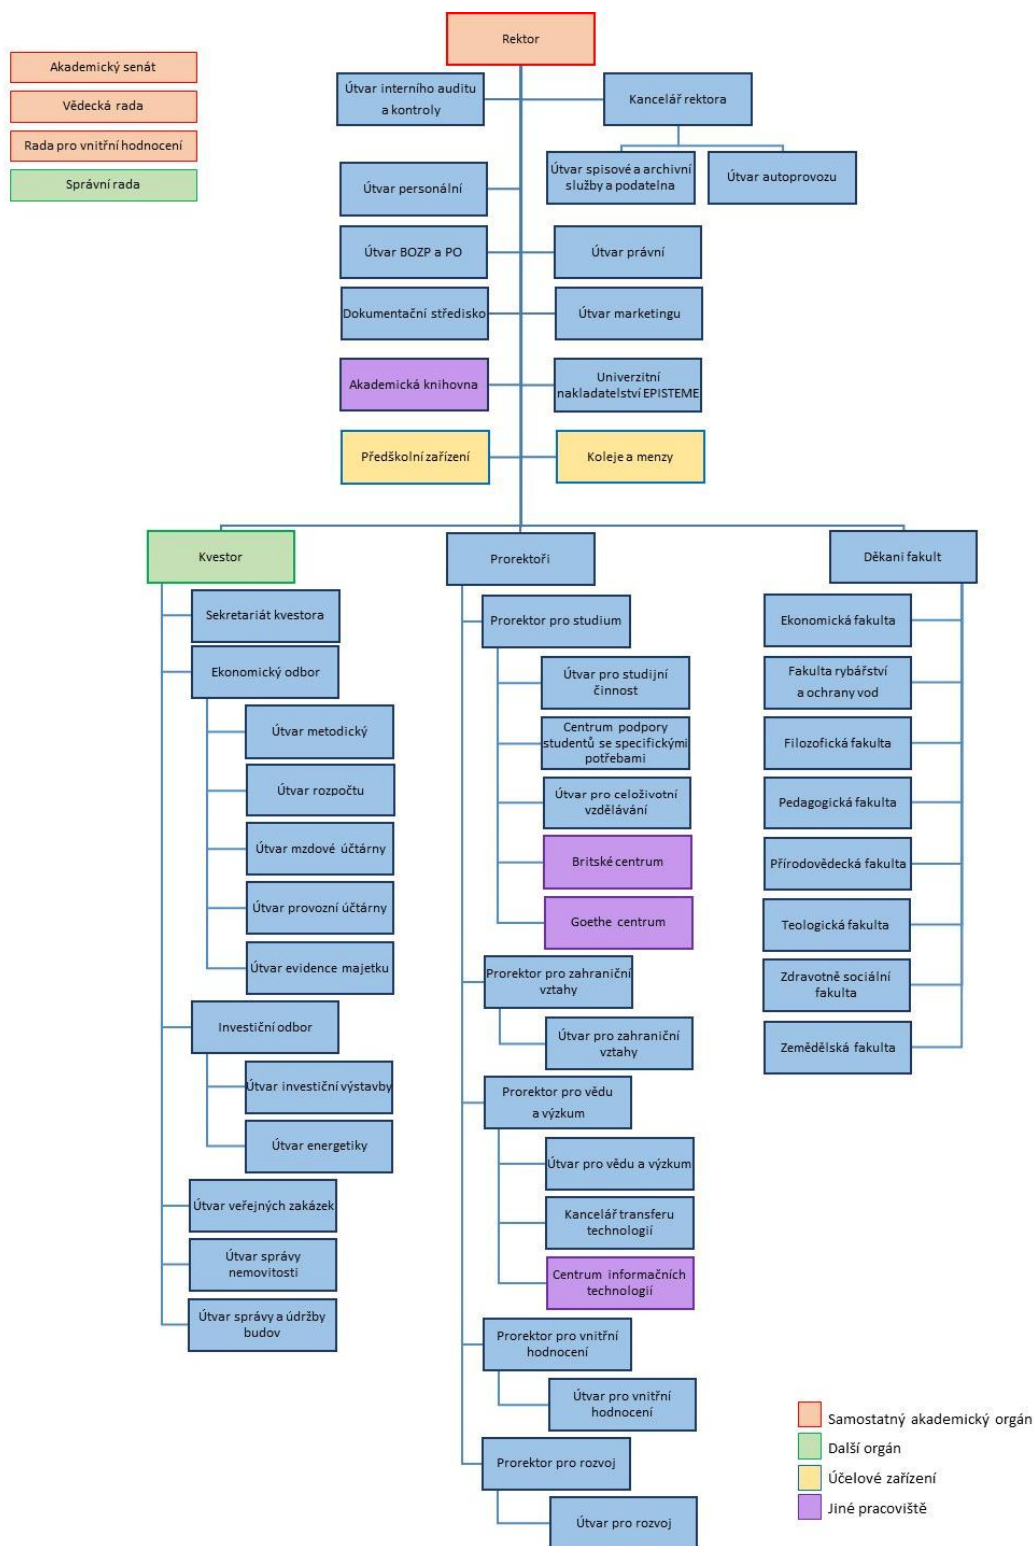 Rektor
Akademický senát
Vědecká rada
Rada pro vnitřní hodnocení
Správní rada
Útvar interního auditu
a kontroly
Kancelář rektora
Útvar spisové a archivní
služby a podatelna
Útvar autoprovozu
Útvar personální
Útvar BOZP a PO
Útvar právní
Dokumentační středisko
Útvar marketingu
Akademická knihovna
Univerzitní
nakladatelství EPISTEME
Předškolní zařízení
Koleje a menzy
Kvestor
Sekretariát kvestora
Ekonomický odbor
Útvar metodický
Útvar rozpočtu
Útvar mzdové účtárny
Útvar provozní účtárny
Útvar evidence majetku
Investiční odbor
Útvar investiční výstavby
Útvar energetiky
Útvar veřejných zakázek
Útvar správy
nemovitosti
Útvar správy a údržby
budov
Prorektoři
Prorektor pro studium
Útvar pro studijní
činnost
Centrum podpory
studentů se specifickými
potřebami
Útvar pro celoživotní
vzdělávání
Britské centrum
Goethe centrum
Prorektor pro zahraniční
vztahy
Útvar pro zahraniční
vztahy
Prorektor pro vědu
a výzkum
Útvar pro vědu a výzkum
Kancelář transferu
technologií
Centrum informačních
technologií
Prorektor pro vnitřní
hodnocení
Útvar pro vnitřní
hodnocení
Prorektor pro rozvoj
Útvar pro rozvoj
Děkani fakult
Ekonomická fakulta
Fakulta rybářství
a ochrany vod
Filozofická fakulta
Pedagogická fakulta
Přírodovědecká fakulta
Teologická fakulta
Zdravotně sociální
fakulta
Zemědělská fakulta
Samostatný akademický orgán
Další orgán
Účelové zařízení
Jiné pracoviště